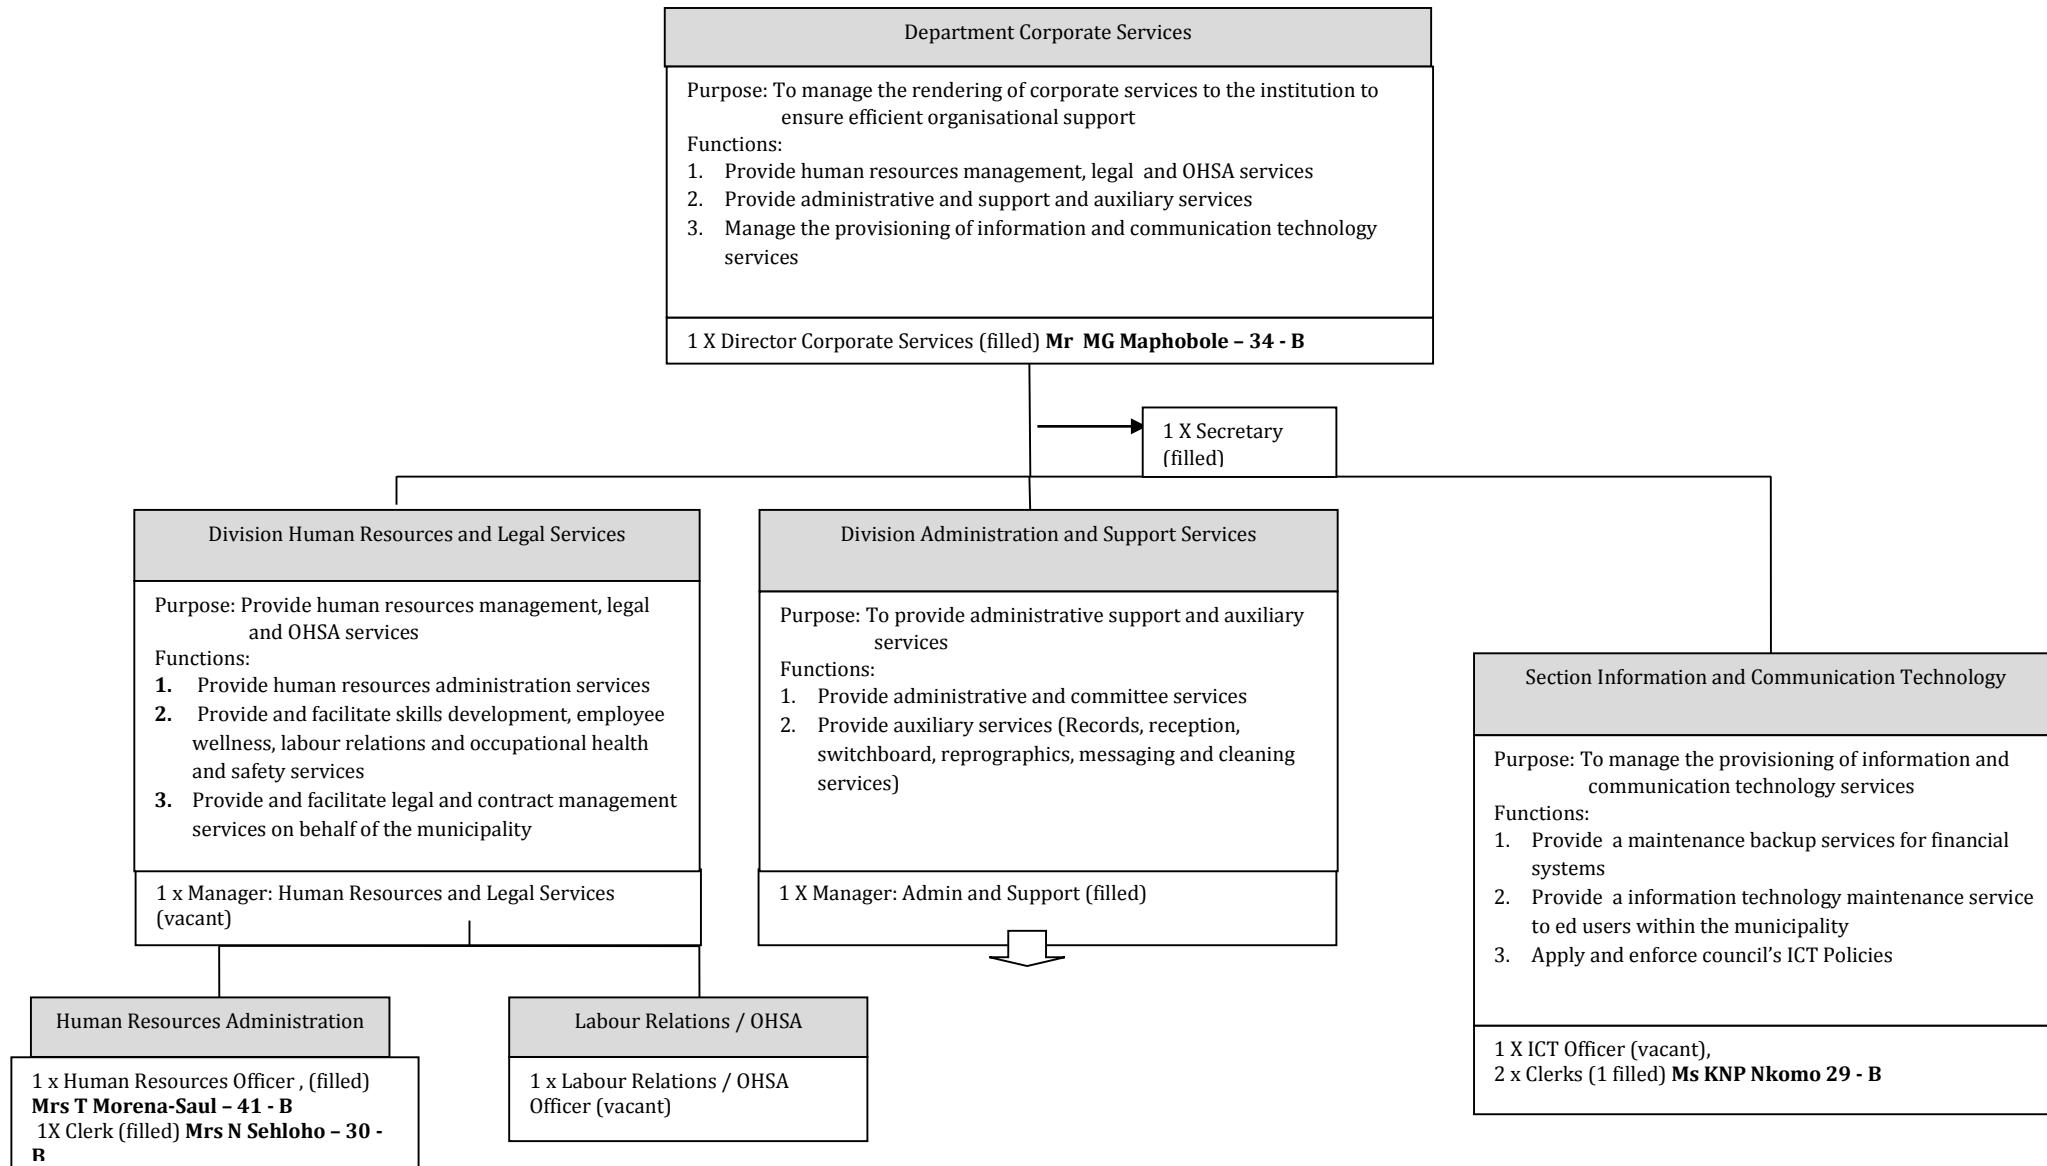 Department Corporate Services
Purpose: To manage the rendering of corporate services to the institution to
ensure efficient organisational support
Functions:
1. Provide human resources management, legal and OHSA services
2. Provide administrative and support and auxiliary services
3. Manage the provisioning of information and communication technology
services
1 X Director Corporate Services (filled) Mr MG Maphobole – 34 - B
1 X Secretary
(filled)
Division Human Resources and Legal Services
Purpose: Provide human resources management, legal
and OHSA services
Functions:
1. Provide human resources administration services
2. Provide and facilitate skills development, employee
wellness, labour relations and occupational health
and safety services
3. Provide and facilitate legal and contract management
services on behalf of the municipality
1 x Manager: Human Resources and Legal Services
(vacant)
Division Administration and Support Services
Purpose: To provide administrative support and auxiliary
services
Functions:
1. Provide administrative and committee services
2. Provide auxiliary services (Records, reception,
switchboard, reprographics, messaging and cleaning
services)
1 X Manager: Admin and Support (filled)
Section Information and Communication Technology
Purpose: To manage the provisioning of information and
communication technology services
Functions:
1. Provide a maintenance backup services for financial
systems
2. Provide a information technology maintenance service
to ed users within the municipality
3. Apply and enforce council’s ICT Policies
1 X ICT Officer (vacant),
2 x Clerks (1 filled) Ms KNP Nkomo 29 - B
Human Resources Administration
1 x Human Resources Officer , (filled)
Mrs T Morena-Saul – 41 - B
1X Clerk (filled) Mrs N Sehloho – 30 -
B
Labour Relations / OHSA
1 x Labour Relations / OHSA
Officer (vacant)